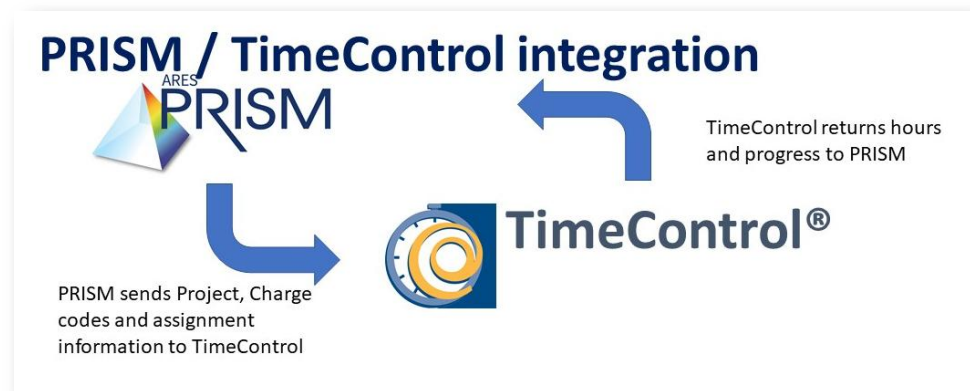 PRISM / TimeControl integration
ARES
PRISM
TimeControl returns hours
and progress to PRISM
TimeControl®
PRISM sends Project, Charge
codes and assignment
information to TimeControl